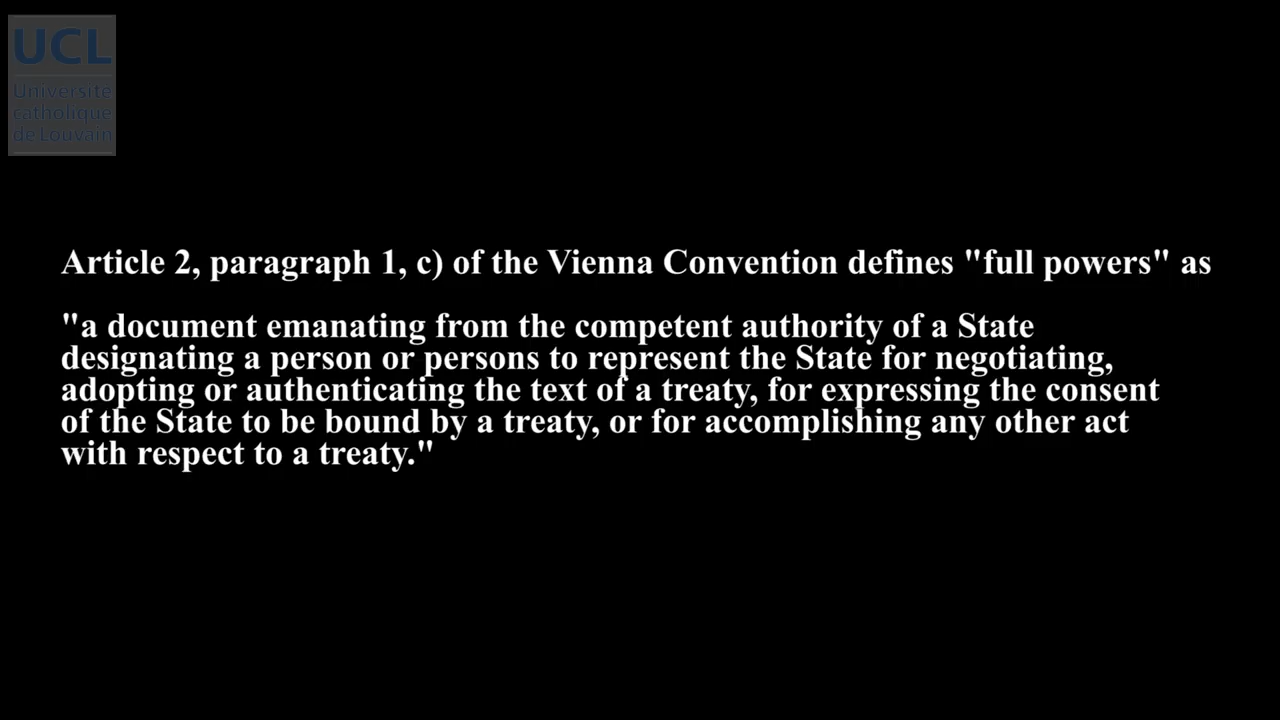 UCL
Université
catholique
de Louvain
Article 2, paragraph 1, c) of the Vienna Convention defines "full powers" as
"a document emanating from the competent authority of a State
designating a person or persons to represent the State for negotiating,
adopting or authenticating the text of a treaty, for expressing the consent
of the State to be bound by a treaty, or for accomplishing any other act
with respect to a treaty."